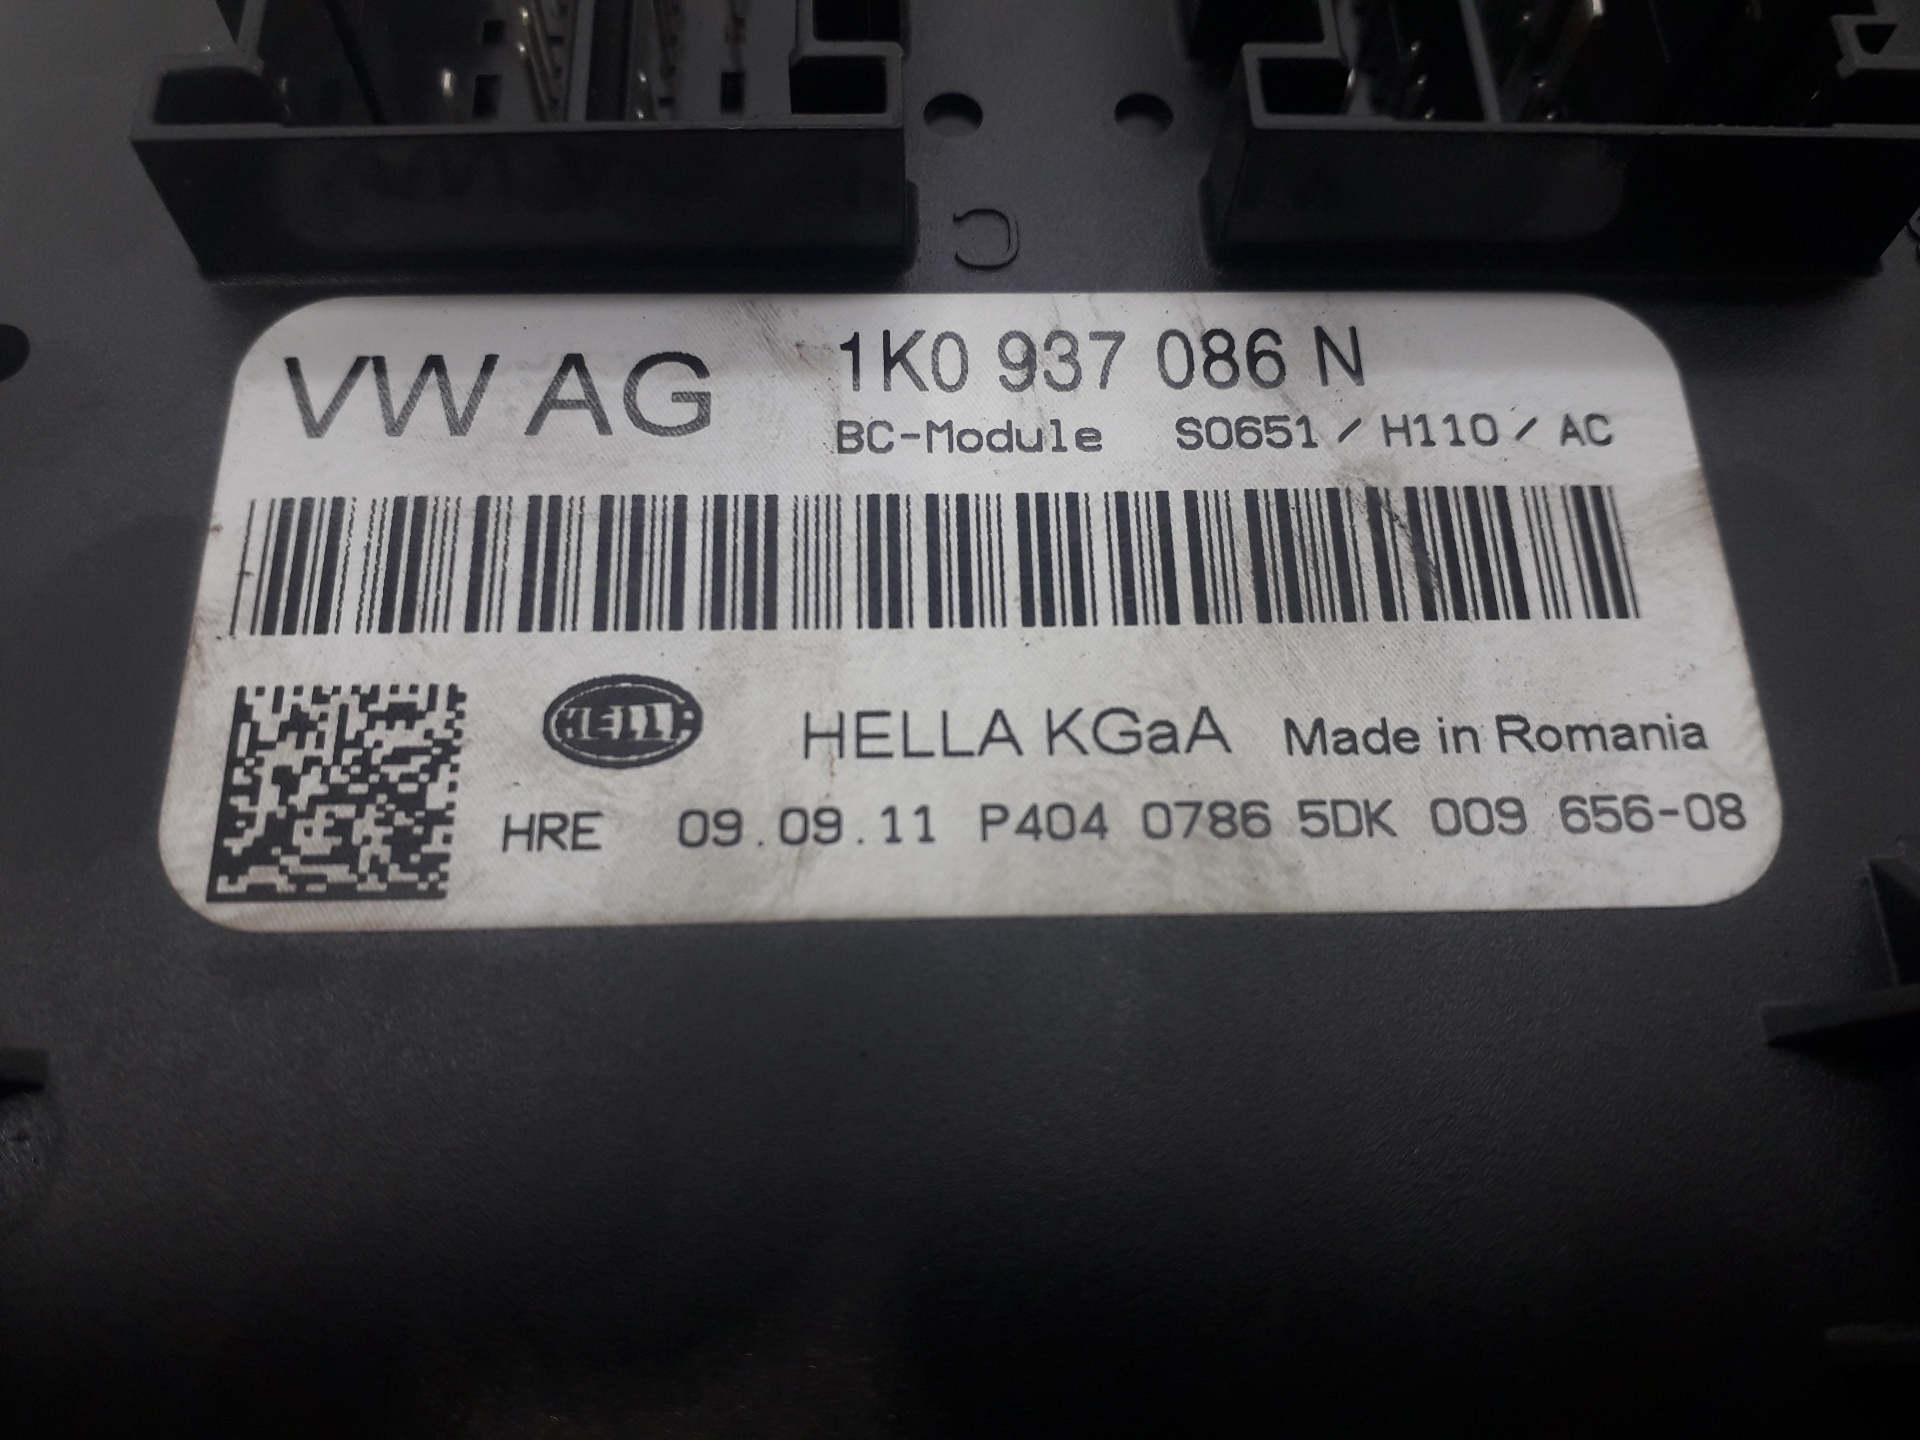 C
VW AG
1K0 937 086 N
BC-Module S0651 / H110 / AC
HELLA
HELLA KGaA Made in Romania
HRE 09.09.11 P404 0786 5DK 009 656-08